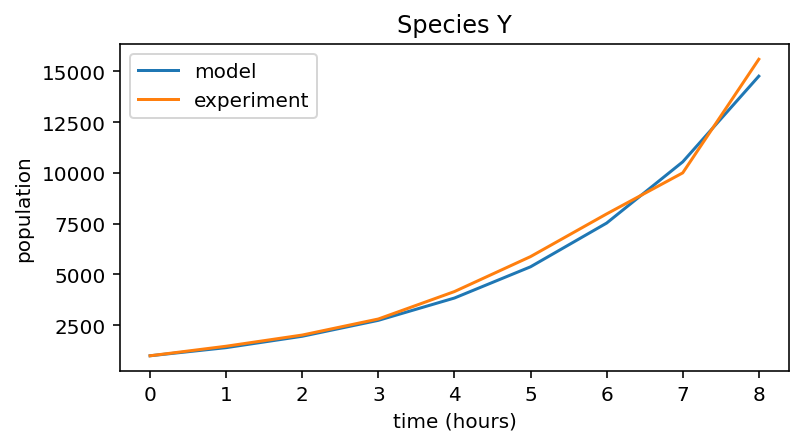 Species Y
model
experiment
population
15000
12500
10000
7500
5000
2500
0 1 2 3 4 5 6 7 8
time (hours)